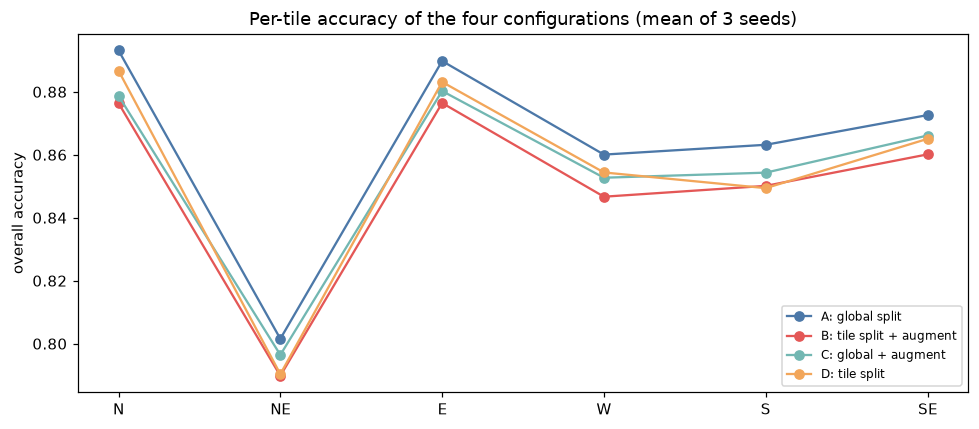 Per-tile accuracy of the four configurations (mean of 3 seeds)
overall accuracy
0.88
0.86
0.84
0.82
0.80
A: global split
B: tile split + augment
C: global + augment
D: tile split
N NE E W S SE